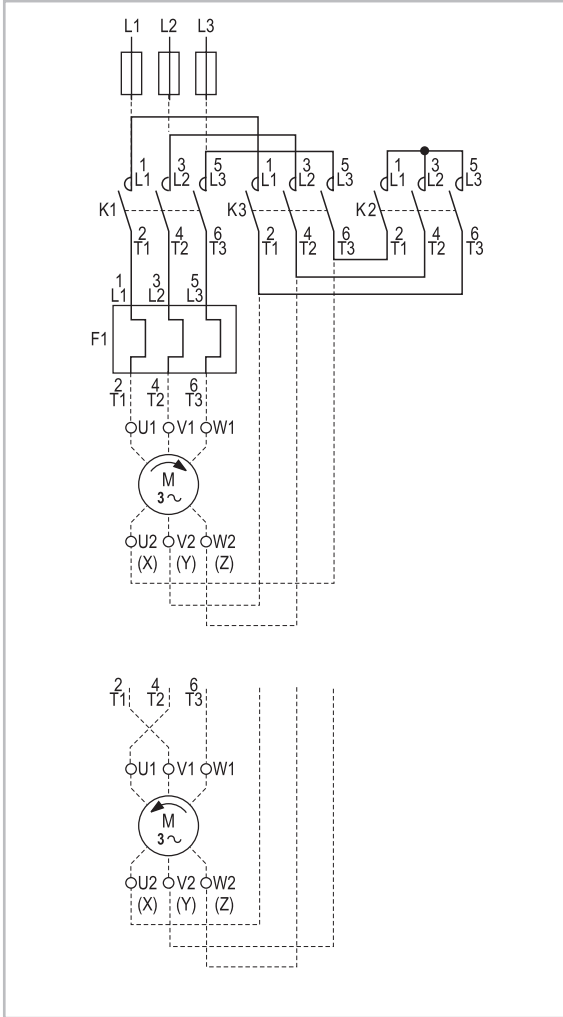 L1 L2 L3
1 3 5 1 3 5 1 3 5
L1 L2 L3 L1 L2 L3 L1 L2 L3
K1 K3 K2
2 4 6 2 4 6 2 4 6
T1 T2 T3 T1 T2 T3 T1 T2 T3
1 3 5
L1 L2 L3
F1
2 4 6
T1 T2 T3
U1 V1 W1
M
3~
U2 V2 W2
(X) (Y) (Z)
2 4 6
T1 T2 T3
U1 V1 W1
M
3~
U2 V2 W2
(X) (Y) (Z)